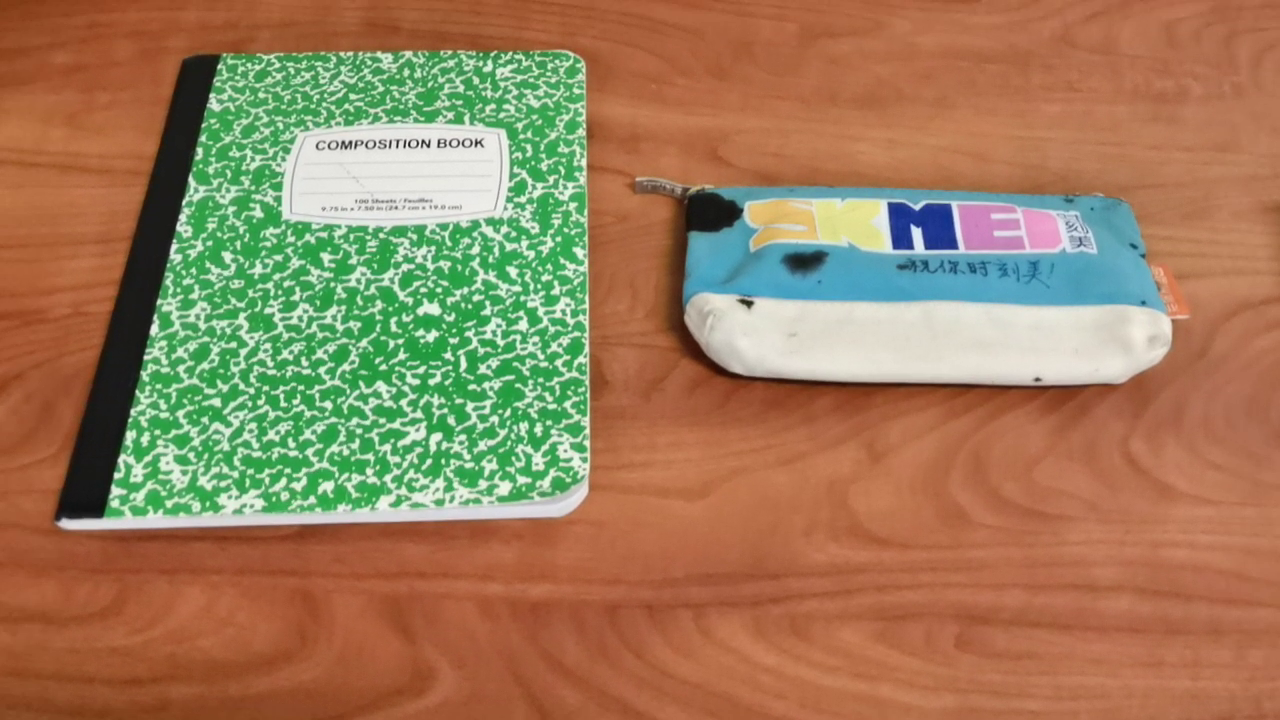 COMPOSITION BOOK
100 Sheets / Feuilles
9.75 in x 7.50 in (24.7 cm x 19.0 cm)
SKMEI
刻美
祝你时刻美!